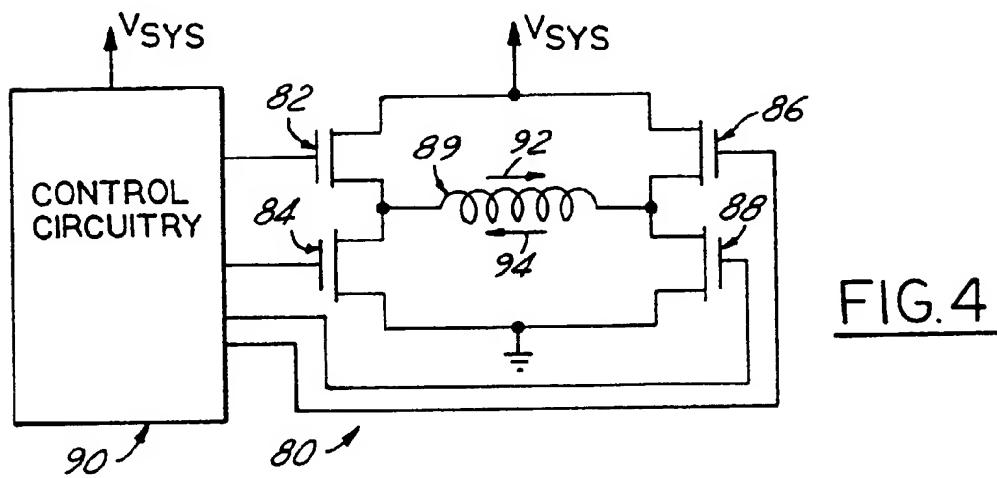 VSYS
VSYS
82
86
89
92
CONTROL
CIRCUITRY
84
88
94
FIG. 4
90
80